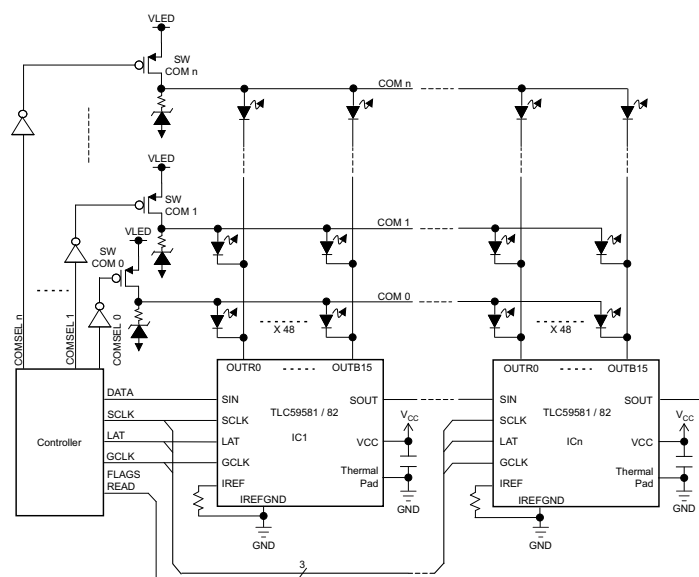 VLED
SW
COM n
COM n
VLED
SW
COM 1
COM 1
VLED
SW
COM 0
COM 0
COMSEL n
COMSEL 1
COMSEL 0
X 48
X 48
OUTR0
OUTB15
OUTR0
OUTB15
Controller
DATA
SCLK
LAT
GCLK
FLAGS
READ
SIN
SCLK
LAT
GCLK
IREF
IREFGND
TLC59581 / 82
IC1
SOUT
VCC
Thermal
Pad
VCC
GND
GND
SIN
SCLK
LAT
GCLK
IREF
IREFGND
TLC59581 / 82
ICn
SOUT
VCC
Thermal
Pad
VCC
GND
GND
3